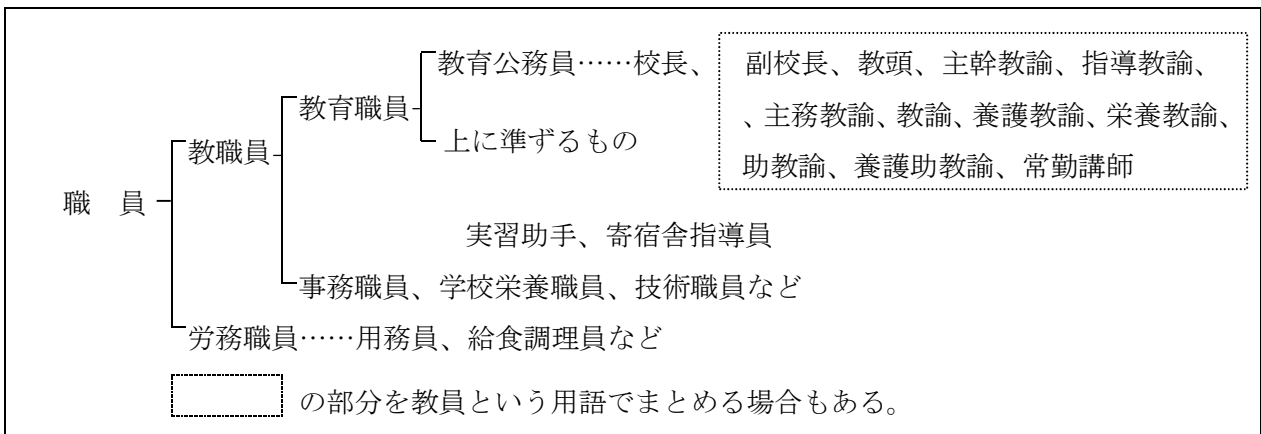 教育公務員……校長、 副校長、教頭、主幹教諭、指導教諭、
教育職員
、主務教諭、教諭、養護教諭、栄養教諭、
上に準ずるもの
教職員
助教諭、養護助教諭、常勤講師
職　員
実習助手、寄宿舎指導員
事務職員、学校栄養職員、技術職員など
労務職員……用務員、給食調理員など
の部分を教員という用語でまとめる場合もある。